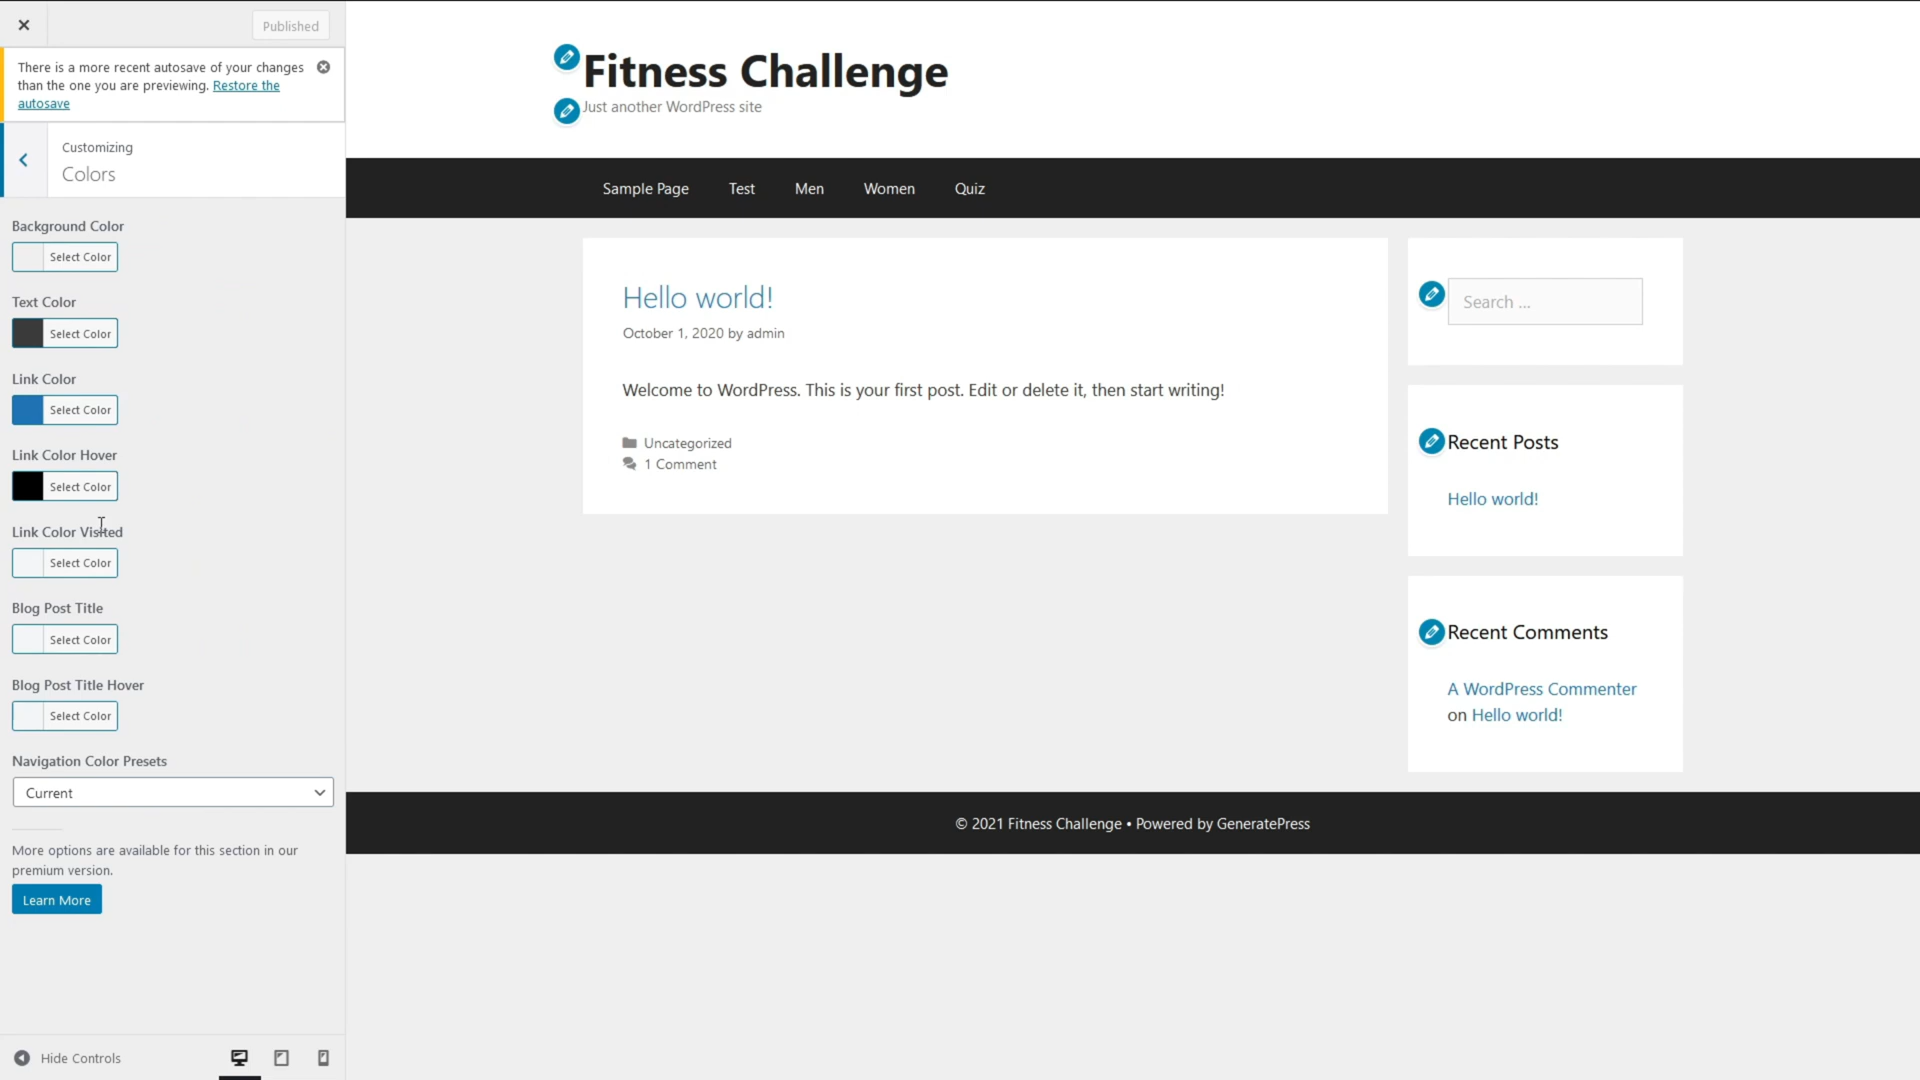 Published
There is a more recent autosave of your changes
than the one you are previewing. Restore the
autosave
Customizing
Colors
Background Color
Select Color
Text Color
Select Color
Link Color
Select Color
Link Color Hover
Select Color
Link Color Visited
Select Color
Blog Post Title
Select Color
Blog Post Title Hover
Select Color
Navigation Color Presets
Current
More options are available for this section in our
premium version.
Learn More
Hide Controls
Fitness Challenge
Just another WordPress site
Sample Page Test Men Women Quiz
Hello world!
October 1, 2020 by admin
Welcome to WordPress. This is your first post. Edit or delete it, then start writing!
Uncategorized
1 Comment
Search ...
Recent Posts
Hello world!
Recent Comments
A WordPress Commenter
on Hello world!
© 2021 Fitness Challenge • Powered by GeneratePress